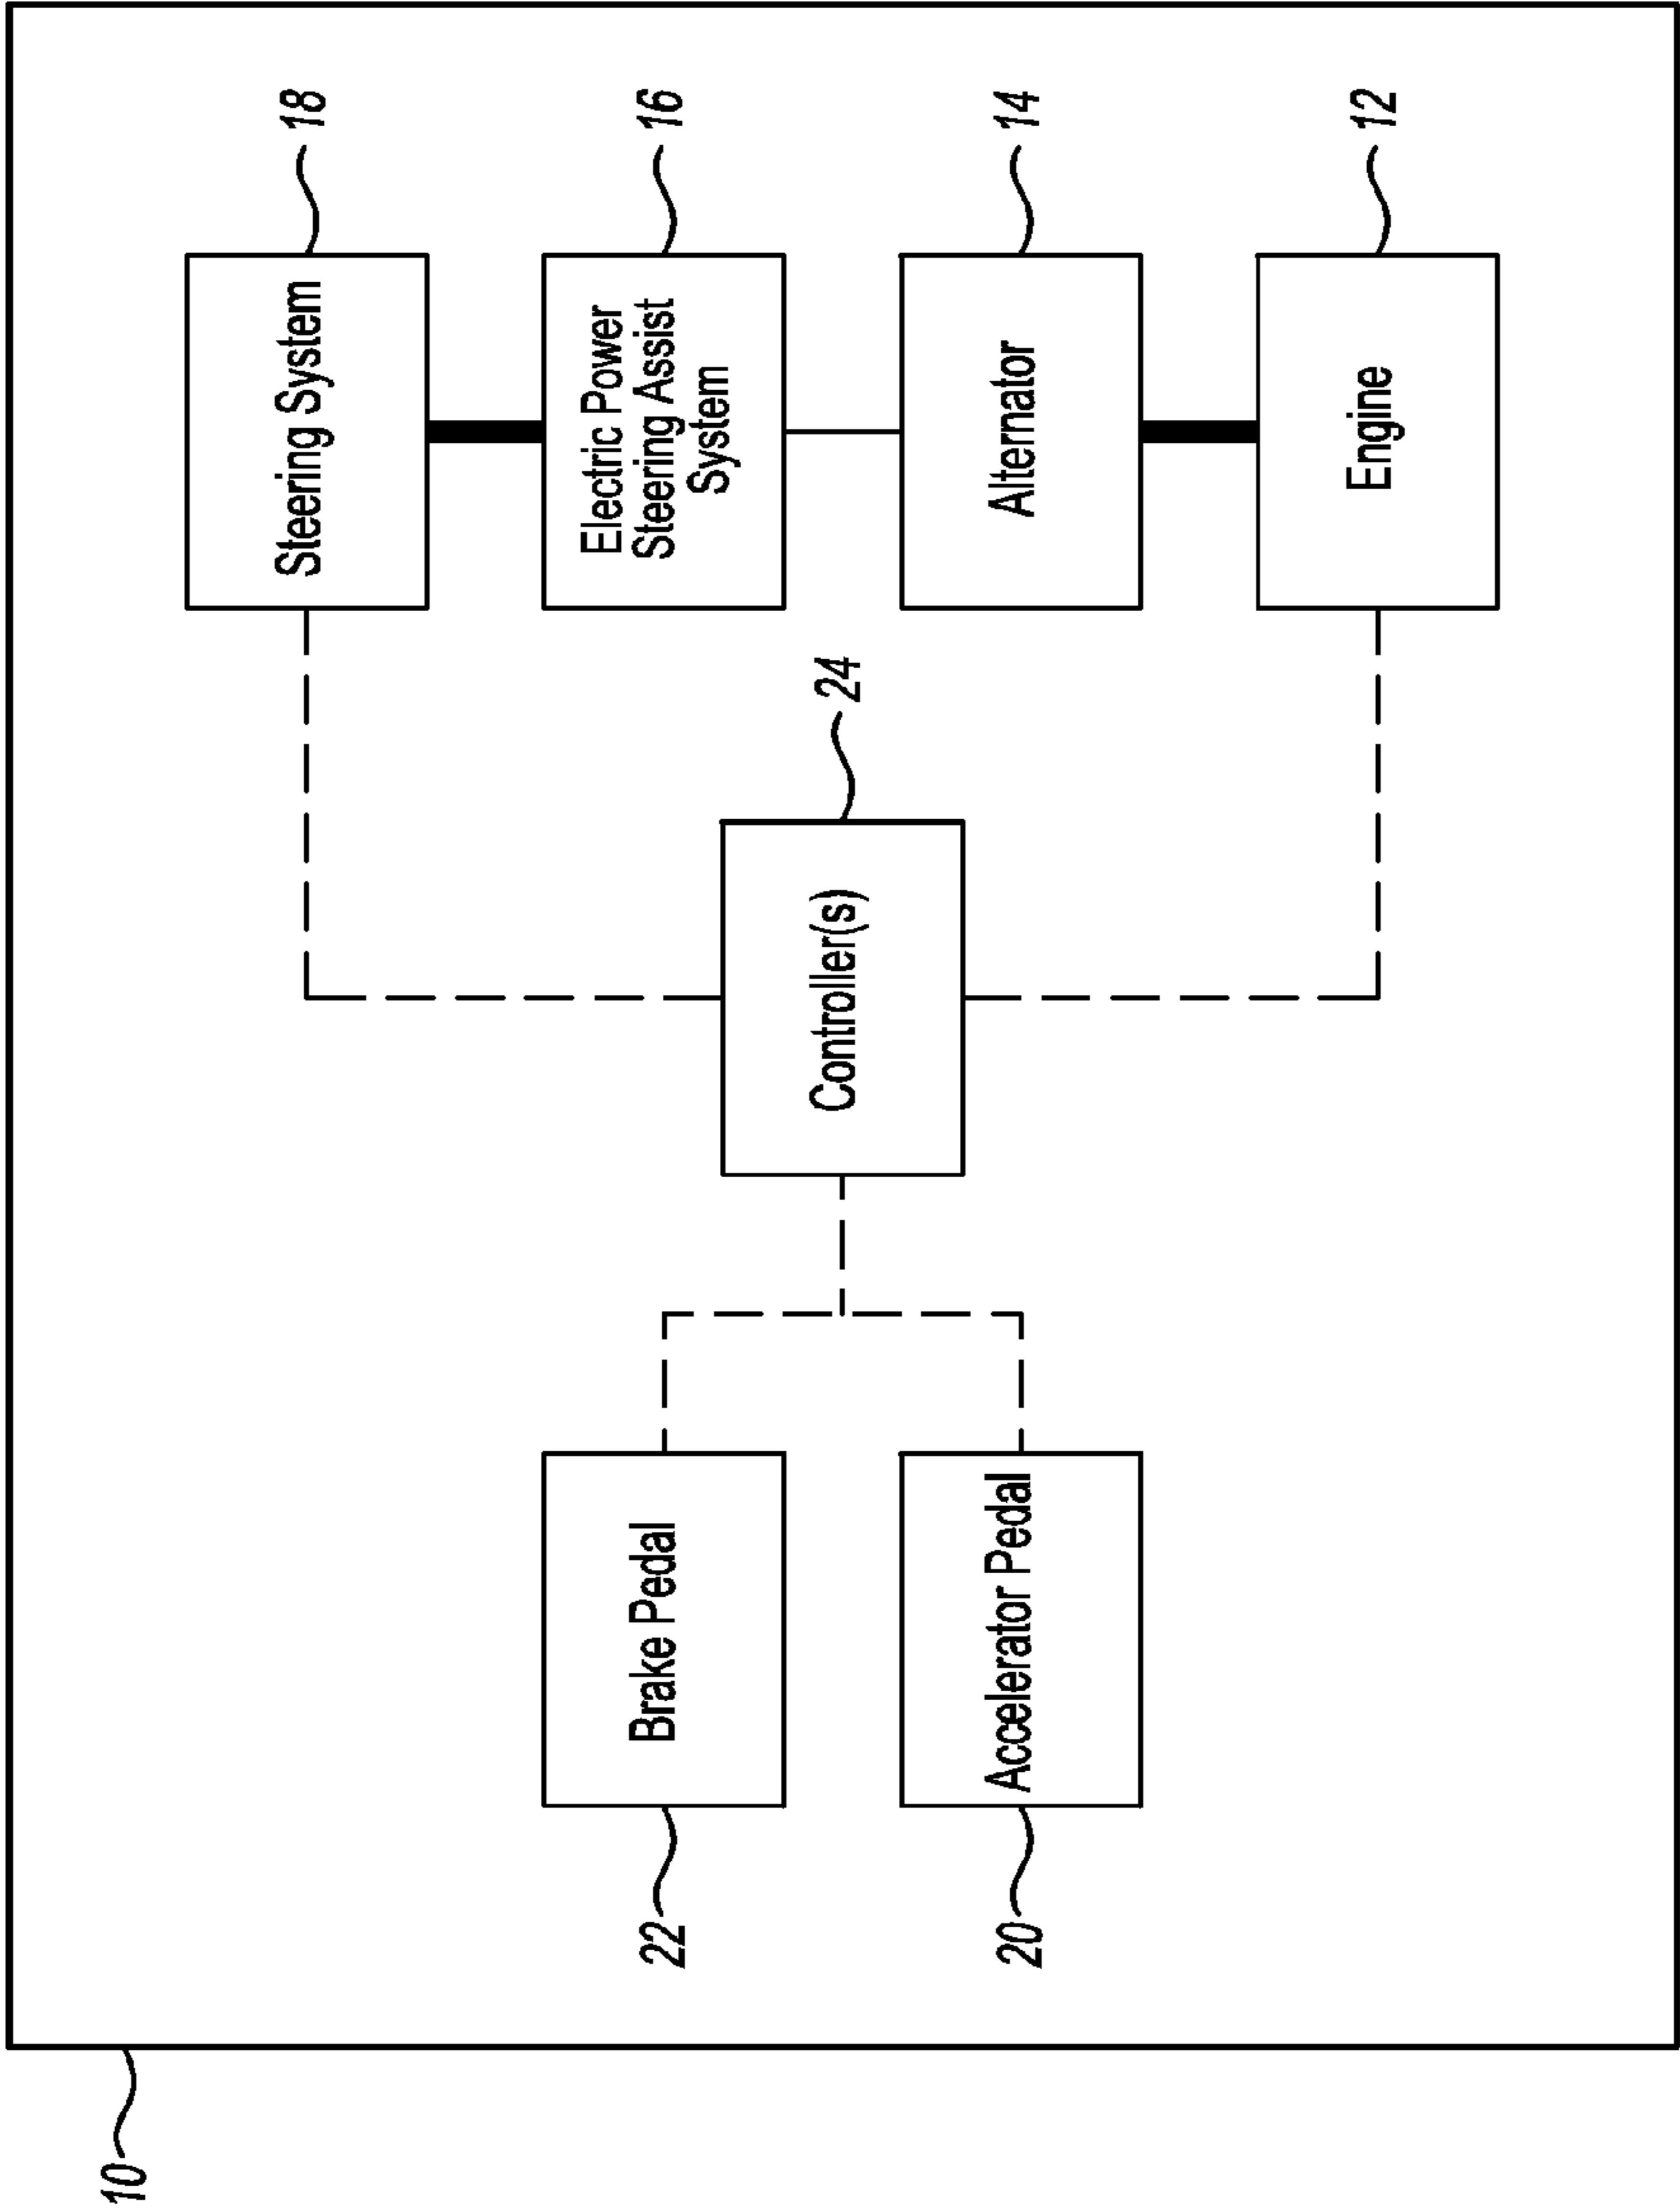 10
22
Brake Pedal
20
Accelerator Pedal
24
Controller(s)
18
Steering System
16
Electric Power
Steering Assist
System
14
Alternator
12
Engine